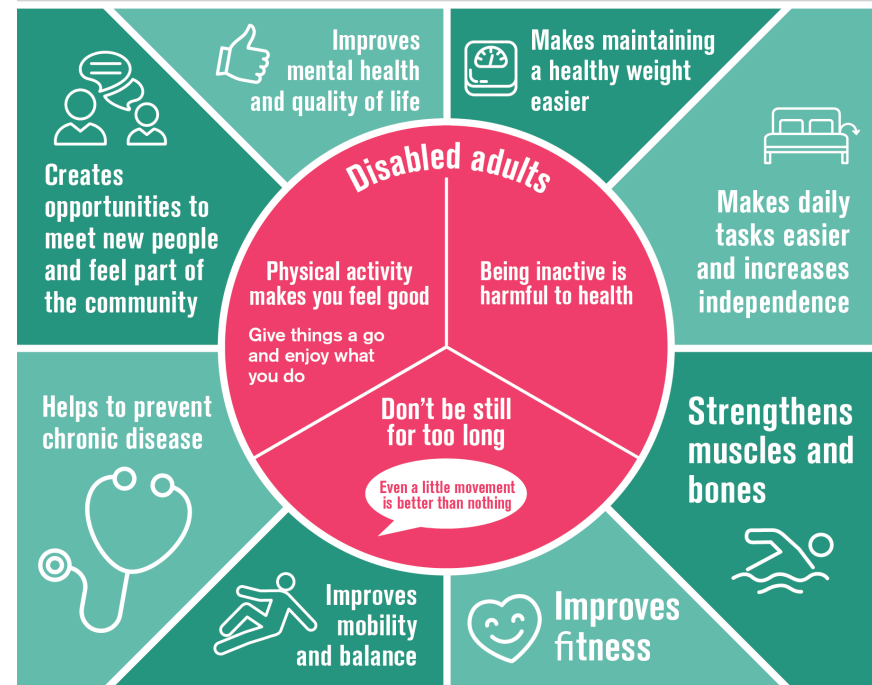 Improves
mental health
and quality of life
Makes maintaining
a healthy weight
easier
Creates
opportunities to
meet new people
and feel part of
the community
Makes daily
tasks easier
and increases
independence
Disabled adults
Physical activity
makes you feel good
Give things a go
and enjoy what
you do
Being inactive is
harmful to health
Don't be still
for too long
Even a little movement
is better than nothing
Helps to prevent
chronic disease
Strengthens
muscles and
bones
Improves
mobility
and balance
Improves
fitness